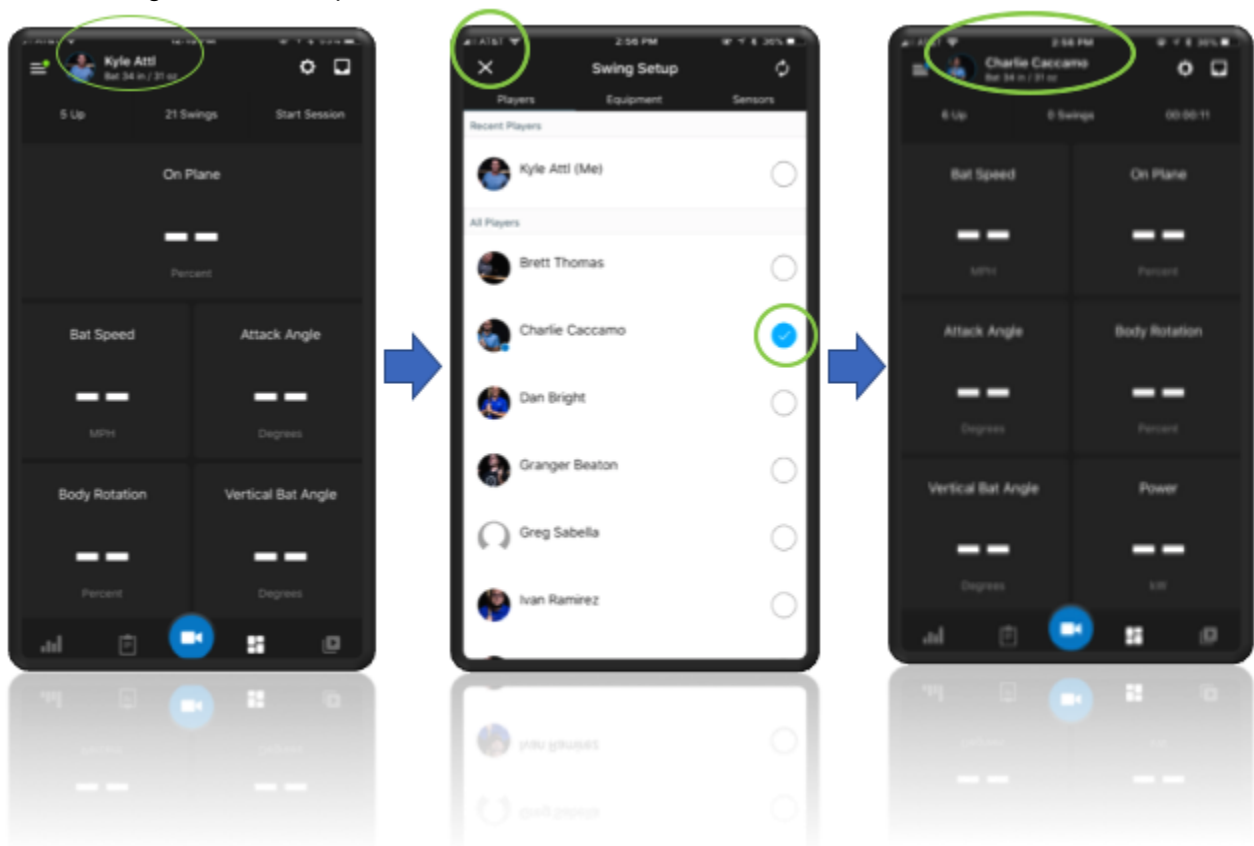 Kyle Attl
Bat 34 in / 31 oz
5 Up
21 Swings
Start Session
On Plane
Percent
Bat Speed
Attack Angle
MPH
Degrees
Body Rotation
Vertical Bat Angle
Percent
Degrees
AT&T
2:56 PM
36%
Swing Setup
Players
Equipment
Sensors
Recent Players
Kyle Attl (Me)
All Players
Brett Thomas
Charlie Caccamo
Dan Bright
Granger Beaton
Greg Sabella
Ivan Ramirez
AT&T
2:56 PM
Charlie Caccamo
Bat 34 in / 31 oz
6 Up
0 Swings
00:00:11
Bat Speed
On Plane
MPH
Percent
Attack Angle
Body Rotation
Degrees
Percent
Vertical Bat Angle
Power
Degrees
kW